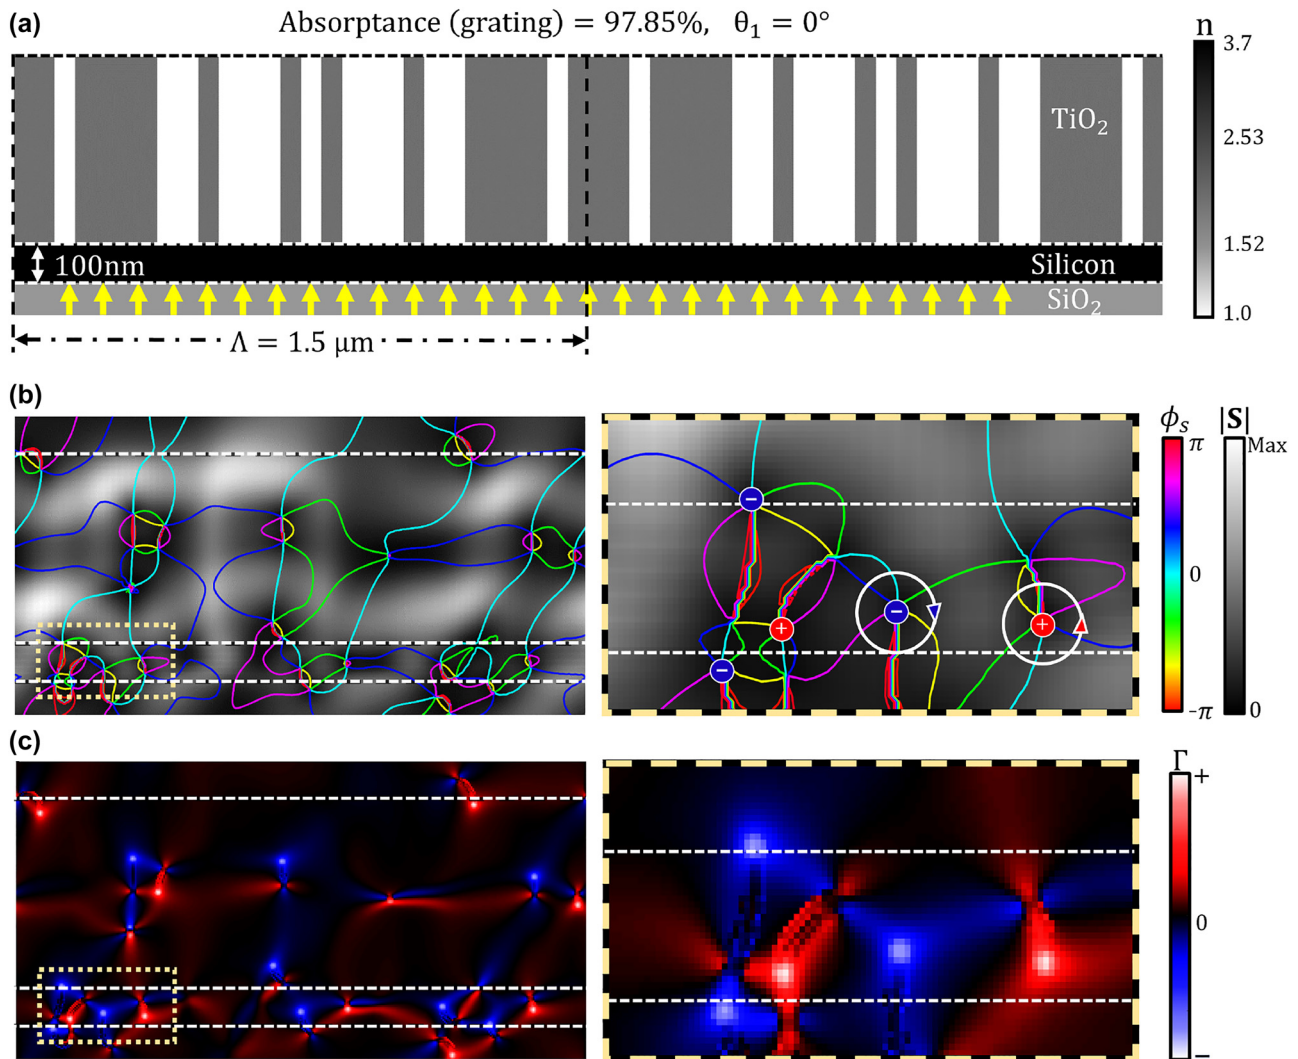 (a)
Absorptance (grating) = 97.85%, θ₁ = 0°
n
3.7
2.53
1.52
1.0
TiO₂
100nm
Silicon
SiO₂
Λ = 1.5 μm
(b)
ϕₛ
|S|
π
0
-π
Max
0
−
−
+
−
+
(c)
Γ
+
0
−